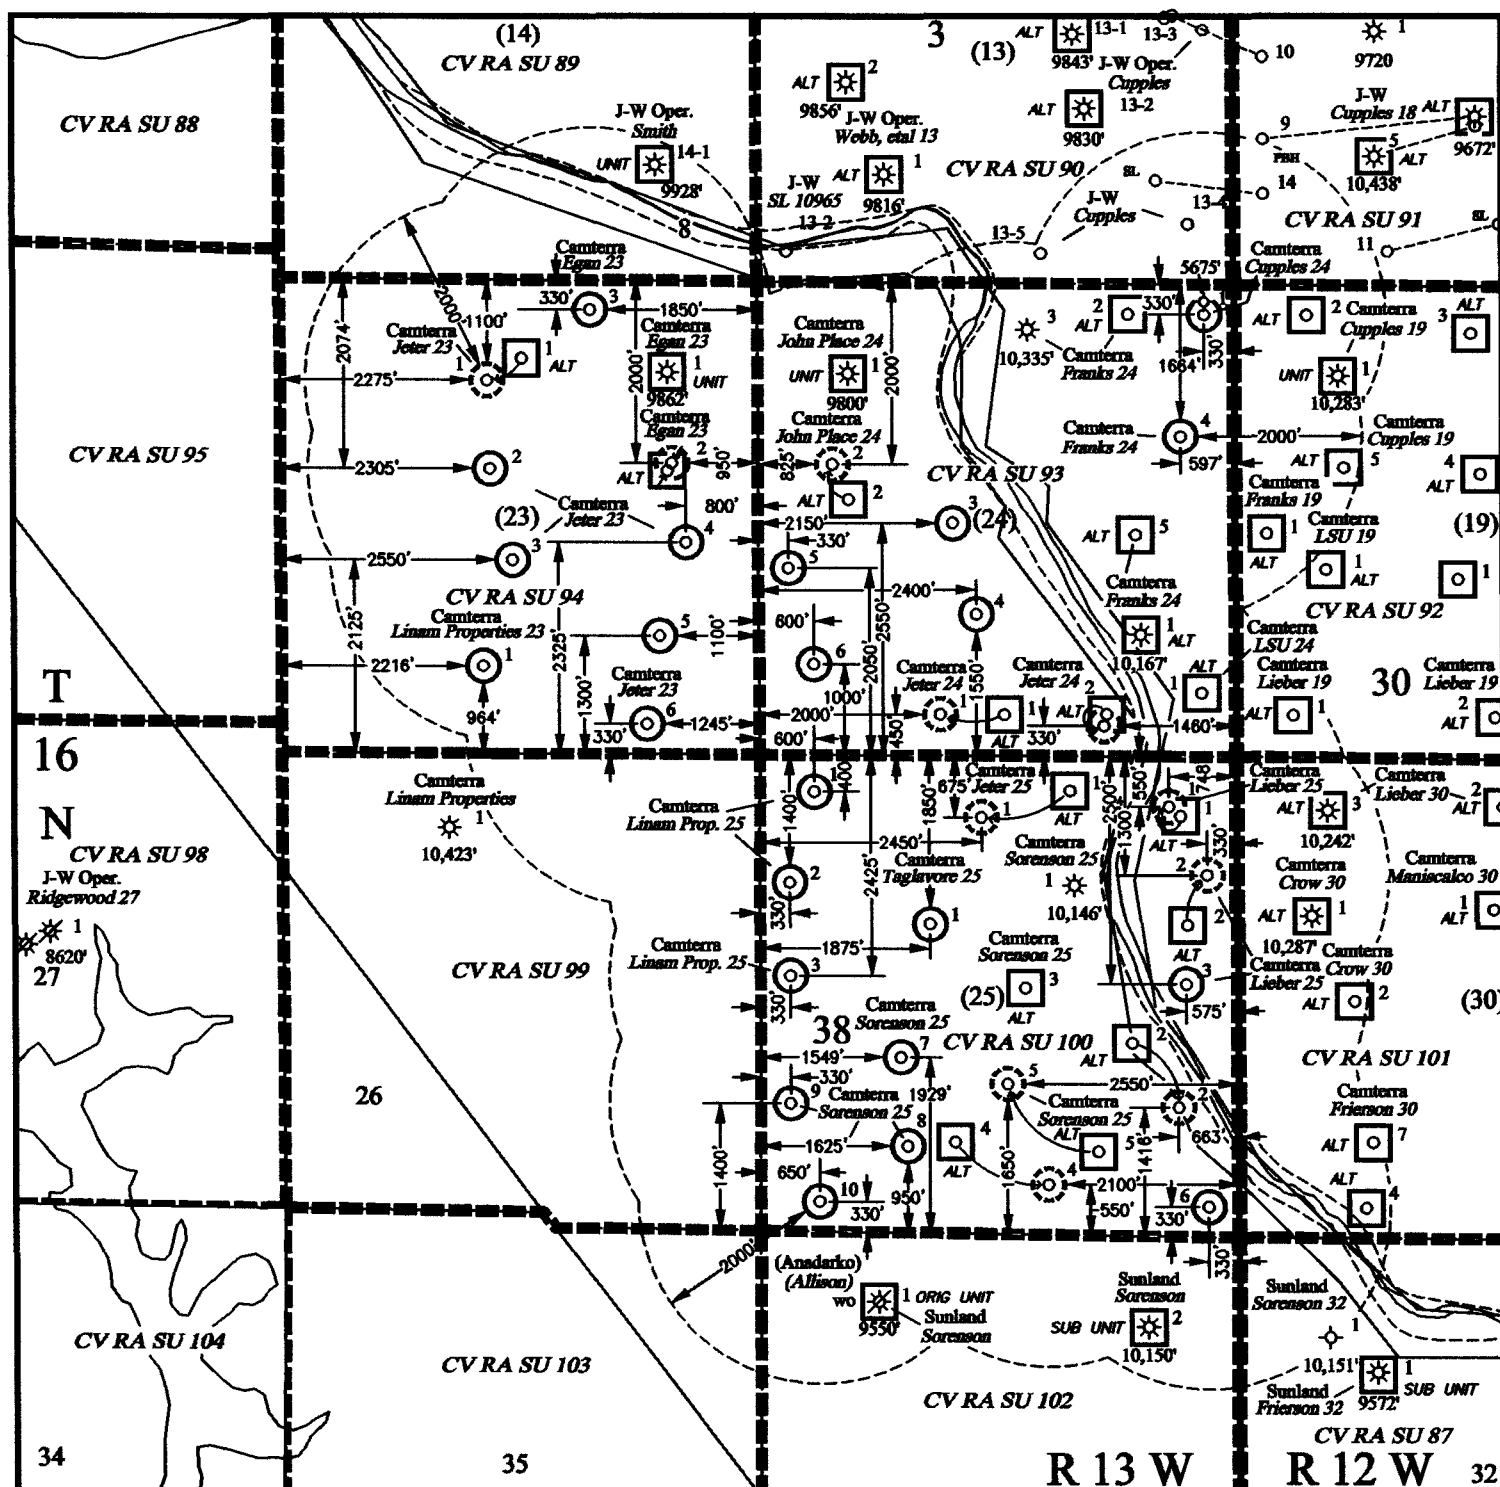 (14)
CV RA SU 89
3
(13)
ALT 13-1
9843'
13-3
10
1
9720
CV RA SU 88
ALT 2
9856'
J-W Oper.
Cupples
13-2
ALT
9830'
J-W
Cupples 18
ALT
9672'
J-W Oper.
Smith
UNIT 14-1
9928'
J-W Oper.
Webb, etal 13
ALT 1
9816'
CV RA SU 90
9
PBH
5
ALT
10,438'
J-W
SL 10965
13-2
SL
14
J-W
Cupples
13-4
CV RA SU 91
SL
8
13-5
11
Camterra
Egan 23
Camterra
Cupples 24
5675'
330' 3
1850'
2000'
1100'
2074'
Camterra
Jeter 23
1
1
ALT
2275'
Camterra
Egan 23
1
UNIT
9862'
2000'
Camterra
John Place 24
UNIT 1
9800'
2000'
3
10,335'
Camterra
Franks 24
2
ALT
330'
1
1664'
330'
ALT 2
Camterra
Cupples 19
ALT
3
UNIT 1
10,283'
CV RA SU 95
2305'
2
Camterra
Egan 23
2
ALT
950'
Camterra
John Place 24
825'
2
ALT 2
Camterra
Franks 24
4
2000'
597'
Camterra
Cupples 19
ALT 5
4
ALT
CV RA SU 93
(23)
Camterra
Jeter 23
800'
4
2150'
3
(24)
330'
5
ALT 5
Camterra
Franks 19
1
ALT
Camterra
LSU 19
1
ALT
(19)
1
2550'
3
CV RA SU 94
2125'
2325'
2400'
4
2550'
2050'
Camterra
Franks 24
1
ALT
10,167'
CV RA SU 92
Camterra
Linam Properties 23
2216'
1
964'
5
1100'
1300'
600'
6
1000'
550'
Camterra
LSU 24
ALT
1
Camterra
Lieber 19
1
ALT
30
Camterra
Lieber 19
2
ALT
T
16
N
Camterra
Jeter 23
6
330'
1245'
Camterra
Jeter 24
2000'
1
1
ALT
450'
600'
Camterra
Jeter 24
2
ALT
330'
1460'
Camterra
Linam Properties
1
10,423'
Camterra
Linam Prop. 25
1
400'
1400'
2
330'
675'
1850'
Camterra
Jeter 25
1
1
ALT
2450'
2500'
1300'
550'
748'
1
1
ALT
330'
Camterra
Lieber 25
ALT 3
10,242'
Camterra
Lieber 30
2
ALT
CV RA SU 98
J-W Oper.
Ridgewood 27
1
8620'
27
2425'
Camterra
Taglavore 25
1
1875'
Camterra
Sorenson 25
1
10,146'
2
2
ALT
Camterra
Crow 30
ALT 1
10,287'
Camterra
Maniscalco 30
1
ALT
CV RA SU 99
Camterra
Linam Prop. 25
3
330'
Camterra
Sorenson 25
3
ALT
(25)
3
575'
Camterra
Lieber 25
Camterra
Crow 30
ALT 2
(30)
38
Camterra
Sorenson 25
7
1549'
CV RA SU 100
2
ALT
CV RA SU 101
26
330'
9
Camterra
Sorenson 25
1929'
8
1625'
1400'
5
2550'
Camterra
Sorenson 25
2
663'
1416'
Camterra
Frierson 30
ALT 7
4
ALT
1650'
ALT
5
4
2100'
550'
ALT
4
650'
10
330'
950'
330'
6
330'
2000'
(Anadarko)
(Allison)
wo
1 ORIG UNIT
9550'
Sunland
Sorenson
Sunland
Sorenson
SUB UNIT 2
10,150'
Sunland
Sorenson 32
1
10,151'
CV RA SU 104
CV RA SU 103
CV RA SU 102
Sunland
Frierson 32
1
SUB UNIT
9572'
CV RA SU 87
34
35
R 13 W
R 12 W
32